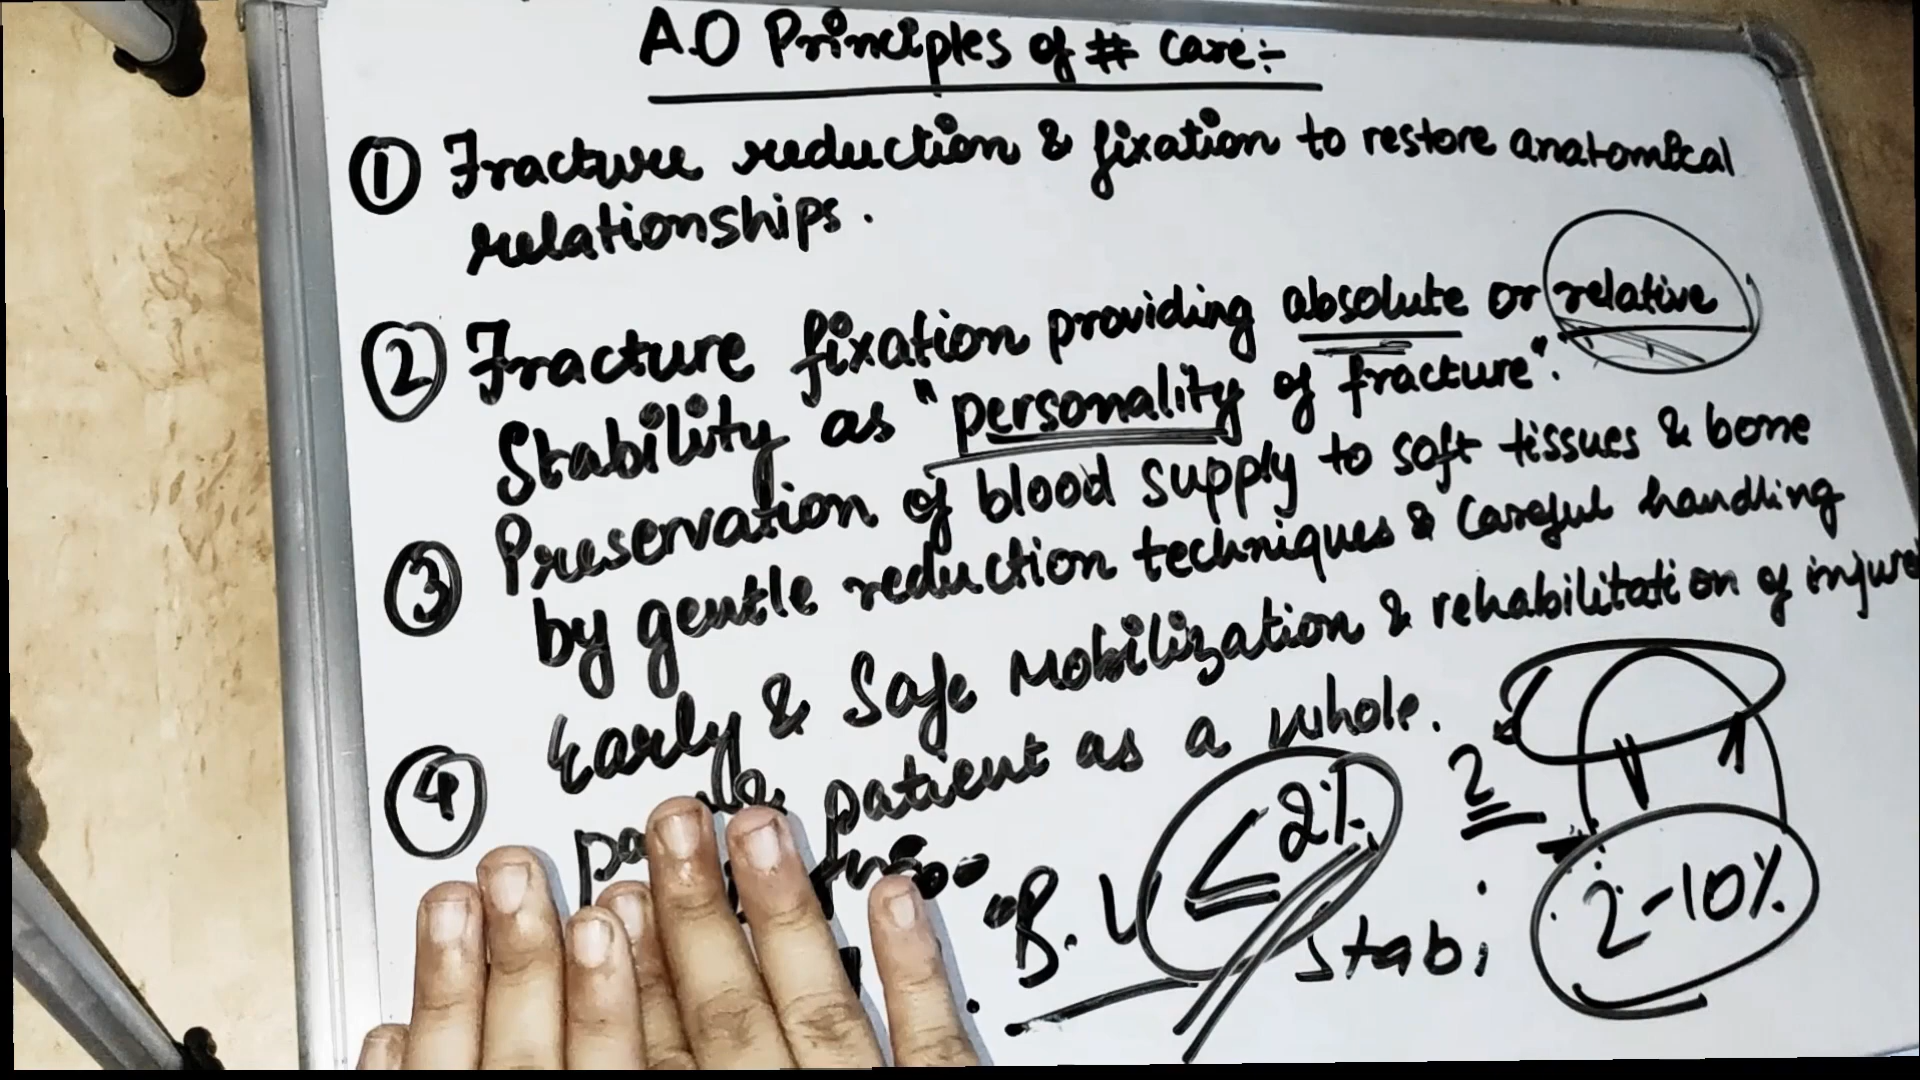 A.O Principles of # care:-
① Fracture reduction & fixation to restore anatomical
relationships.
② Fracture fixation providing absolute or relative
Stability as "personality of fracture".
③ Preservation of blood supply to soft tissues & bone
by gentle reduction techniques & careful handling
④ Early & Safe Mobilization & rehabilitation of injure
patient as a whole.
"B.V
≤2%
2
Stabi
2-10%